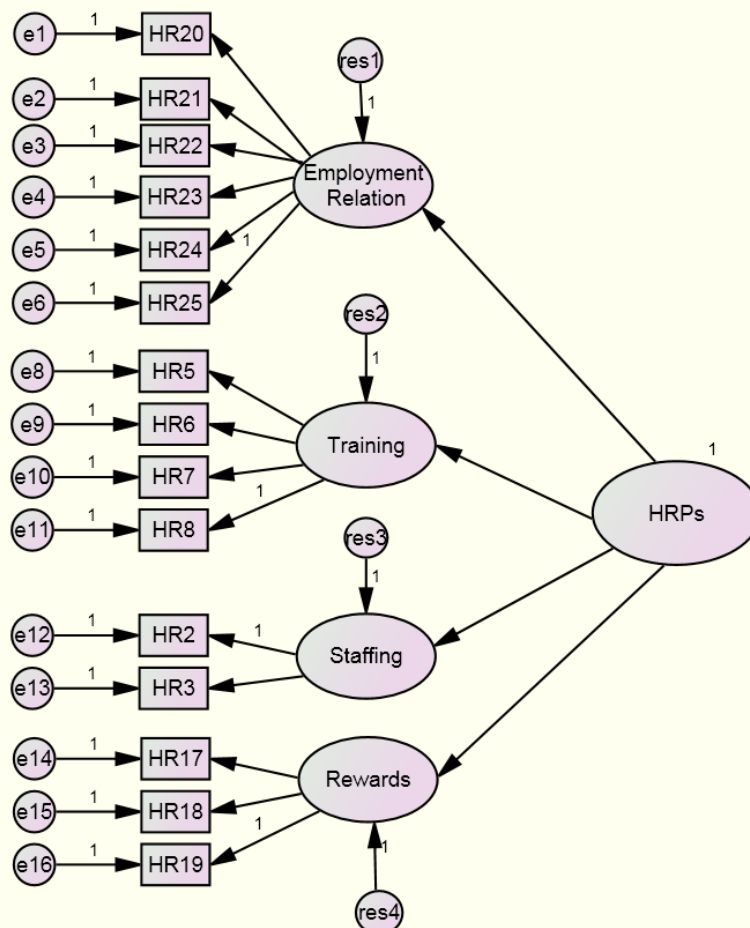 e1 1 HR20
res1
1
e2 1 HR21
e3 1 HR22
Employment
Relation
e4 1 HR23
e5 1 HR24
1
e6 1 HR25
res2
1
e8 1 HR5
e9 1 HR6
Training
e10 1 HR7
1
e11 1 HR8
1
HRPs
res3
1
e12 1 HR2
1
Staffing
e13 1 HR3
e14 1 HR17
Rewards
e15 1 HR18
1
e16 1 HR19
1
res4